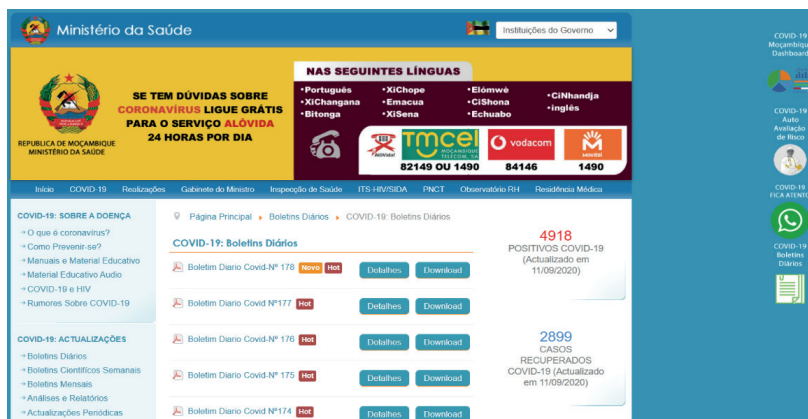 Ministério da Saúde
Instituições do Governo
SE TEM DÚVIDAS SOBRE
CORONAVÍRUS LIGUE GRÁTIS
PARA O SERVIÇO ALÔVIDA
24 HORAS POR DIA
REPUBLICA DE MOÇAMBIQUE
MINISTÉRIO DA SAÚDE
NAS SEGUINTES LÍNGUAS
•Português •XiChope •Elómwè •CiNhandja
•XiChangana •Emacua •CiShona •inglês
•Bitonga •XiSena •Echuabo
AlôVida!
Tmcel
MOÇAMBIQUE
TELECOM, SA
vodacom
movitel
82149 OU 1490 84146 1490
Início COVID-19 Realizações Gabinete do Ministro Inspecção de Saúde ITS-HIV/SIDA PNCT Observatório RH Residência Médica
COVID-19: SOBRE A DOENÇA
O que é coronavirus?
Como Prevenir-se?
Manuais e Material Educativo
Material Educativo Audio
COVID-19 e HIV
Rumores Sobre COVID-19
COVID-19: ACTUALIZAÇÕES
Boletins Diários
Boletins Científicos Semanais
Boletins Mensais
Análises e Relatórios
Actualizações Periódicas
Página Principal Boletins Diários COVID-19: Boletins Diários
COVID-19: Boletins Diários
Boletim Diario Covid-Nº 178 Novo Hot Detalhes Download
Boletim Diario Covid Nº177 Hot Detalhes Download
Boletim Diario Covid-Nº 176 Hot Detalhes Download
Boletim Diario Covid-Nº 175 Hot Detalhes Download
Boletim Diario Covid Nº174 Hot Detalhes Download
4918
POSITIVOS COVID-19
(Actualizado em
11/09/2020)
2899
CASOS
RECUPERADOS
COVID-19 (Actualizado
em 11/09/2020)
COVID-19
Moçambique
Dashboard
COVID-19
Auto
Avaliação
de Risco
COVID-19
FICA ATENTO
COVID-19
Boletins
Diários